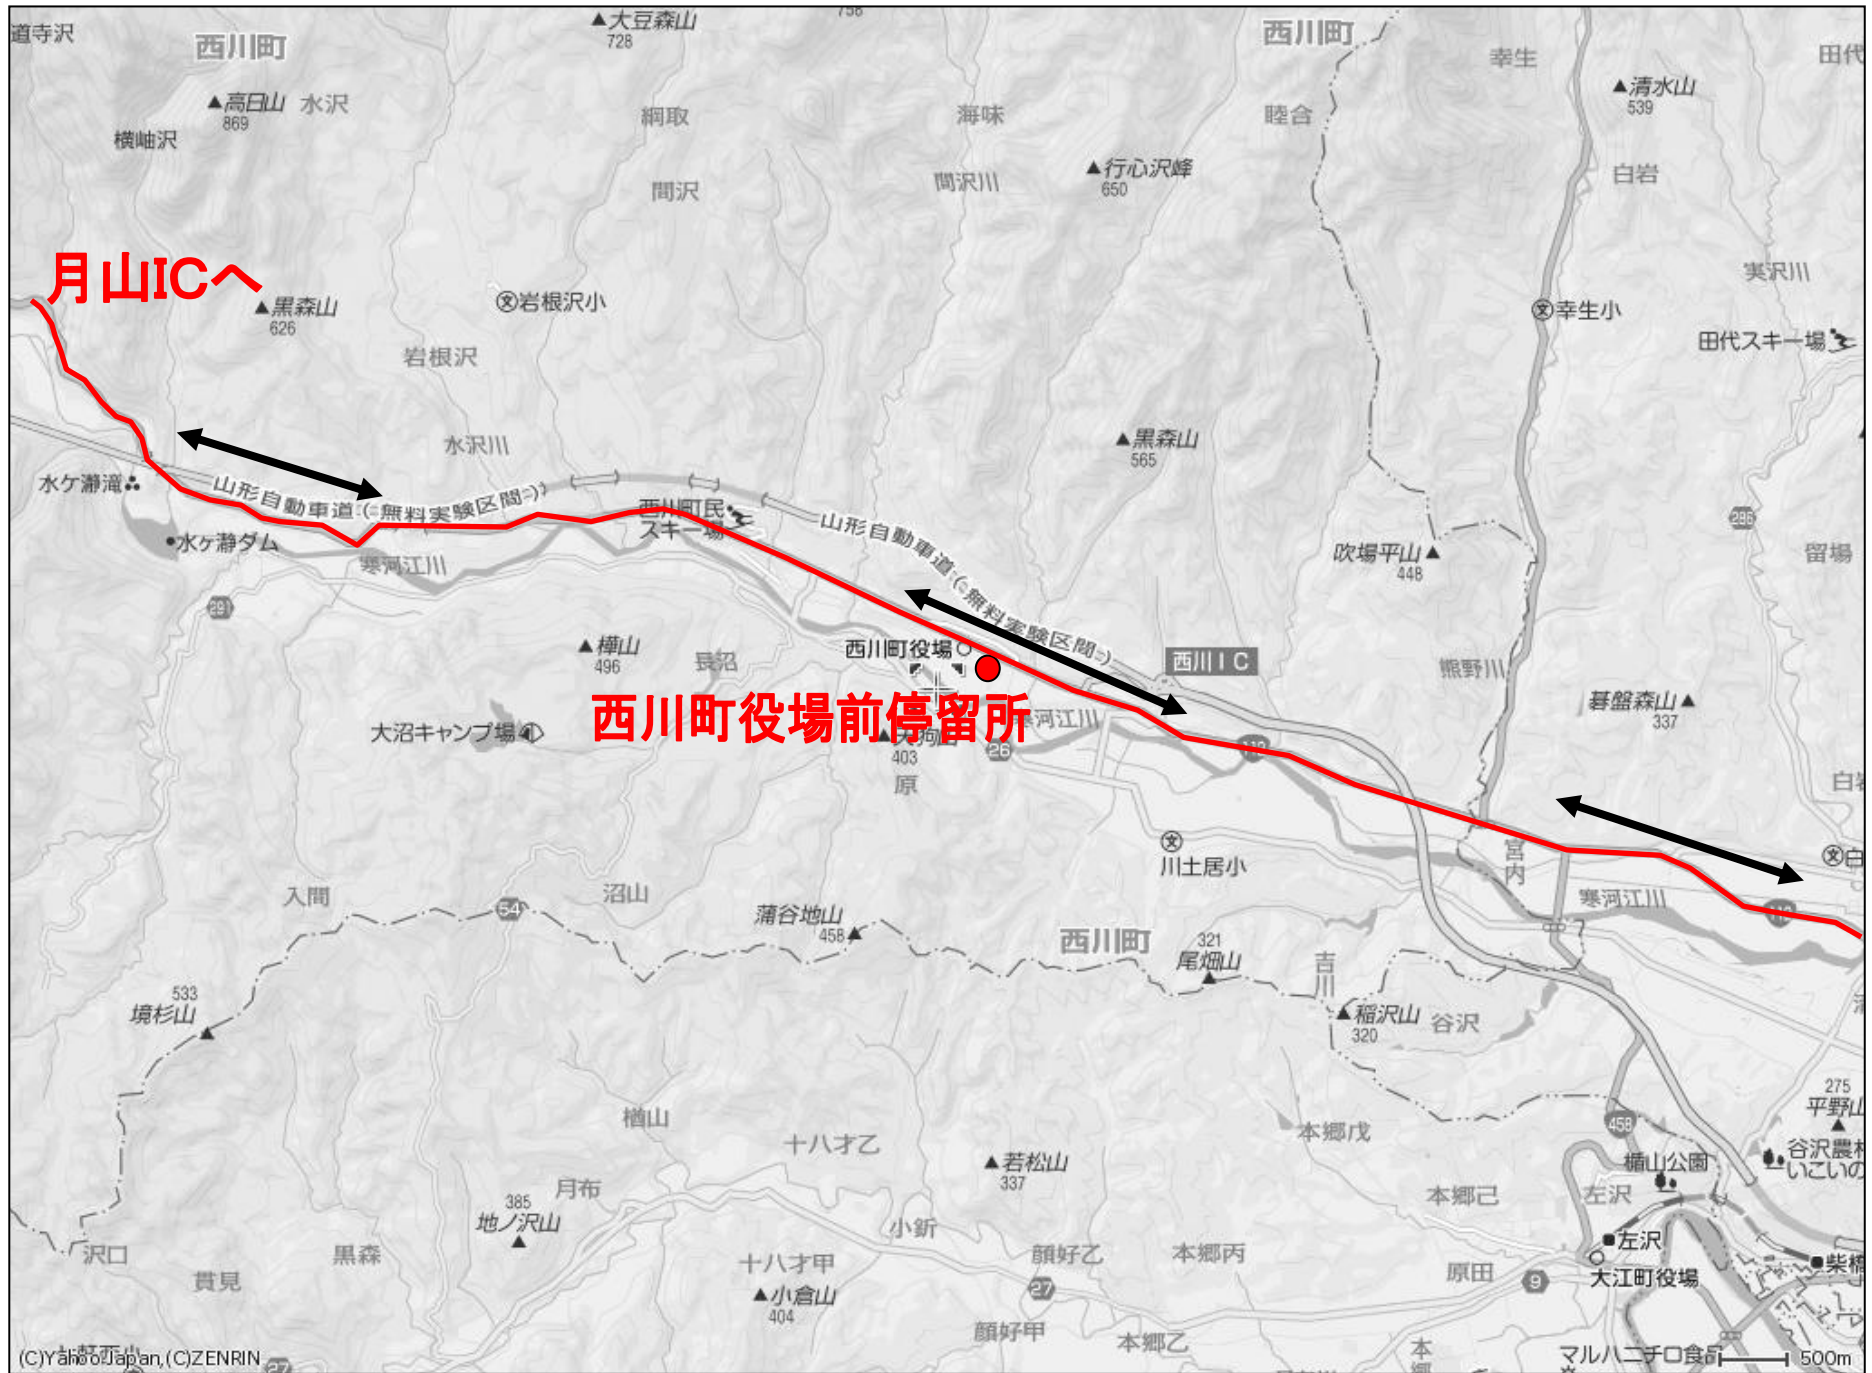 道寺沢
西川町
大豆森山
728
758
西川町
幸生
田代
清水山
539
高日山
869
水沢
横岫沢
綱取
海味
睦合
間沢
間沢川
行心沢峰
650
白岩
月山ICへ
黒森山
626
岩根沢小
幸生小
実沢川
田代スキー場
岩根沢
水沢川
黒森山
565
水ケ瀞滝
山形自動車道(無料実験区間)
西川町民
スキー場
山形自動車道(無料実験区間)
286
水ヶ瀞ダム
寒河江川
吹場平山
448
留場
291
樺山
496
長沼
西川町役場
西川IC
熊野川
碁盤森山
337
西川町役場前停留所
寒河江川
大沼キャンプ場
403
26
112
原
白岩
川土居小
宮内
白
入間
54
沼山
蒲谷地山
458
寒河江川
112
西川町
321
尾畑山
吉川
533
境杉山
稲沢山
320
谷沢
275
平野山
楢山
十八才乙
本郷戊
458
楯山公園
谷沢農村
いこいの
若松山
337
385
地ノ沢山
月布
本郷己
左沢
小釿
沢口
黒森
貫見
十八才甲
顔好乙
本郷丙
左沢
原田
9
大江町役場
柴橋
小倉山
404
27
顔好甲
本郷乙
マルハニチロ食品
500m
(C)Yahoo Japan,(C)ZENRIN
27